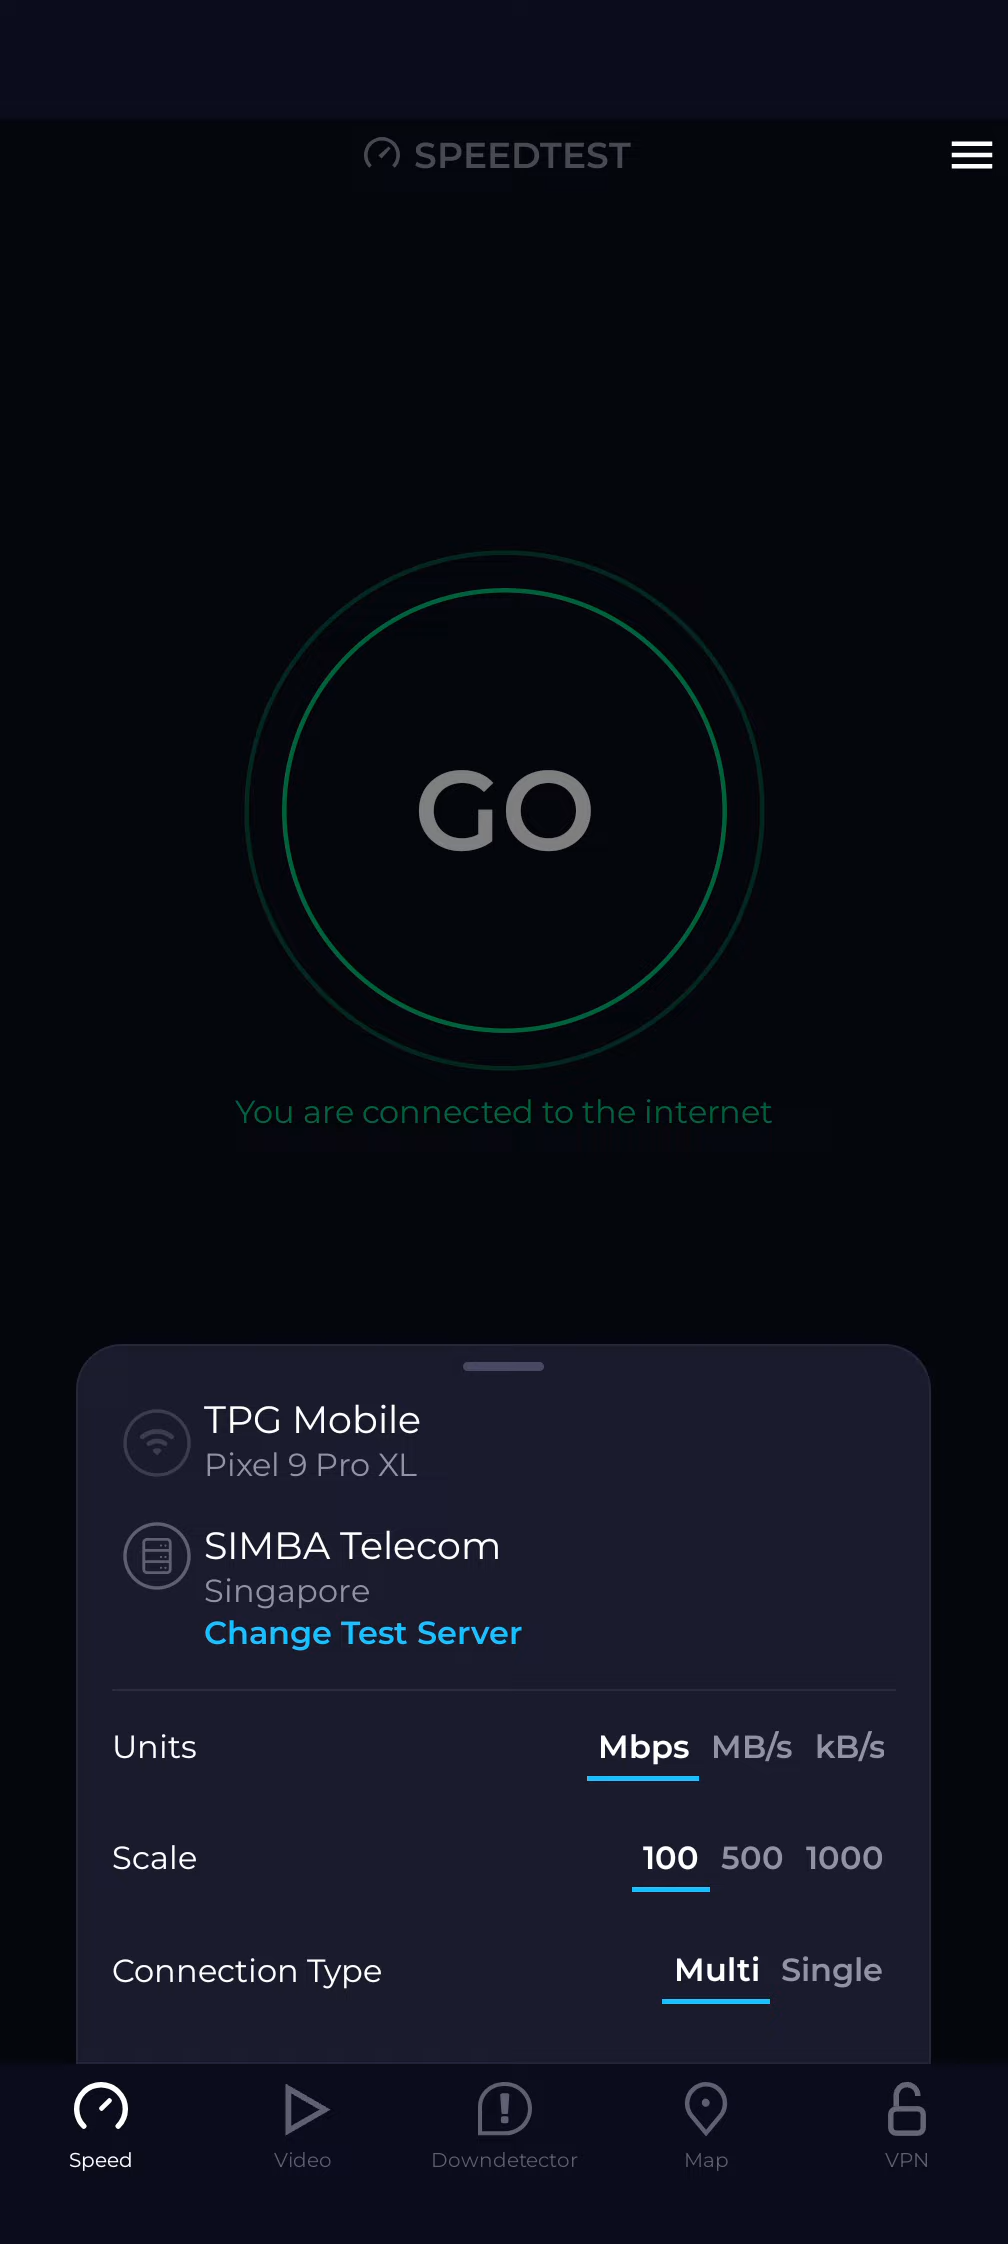 SPEEDTEST
GO
You are connected to the internet
TPG Mobile
Pixel 9 Pro XL
SIMBA Telecom
Singapore
Change Test Server
Units Mbps MB/s kB/s
Scale 100 500 1000
Connection Type Multi Single
Speed Video Downdetector Map VPN